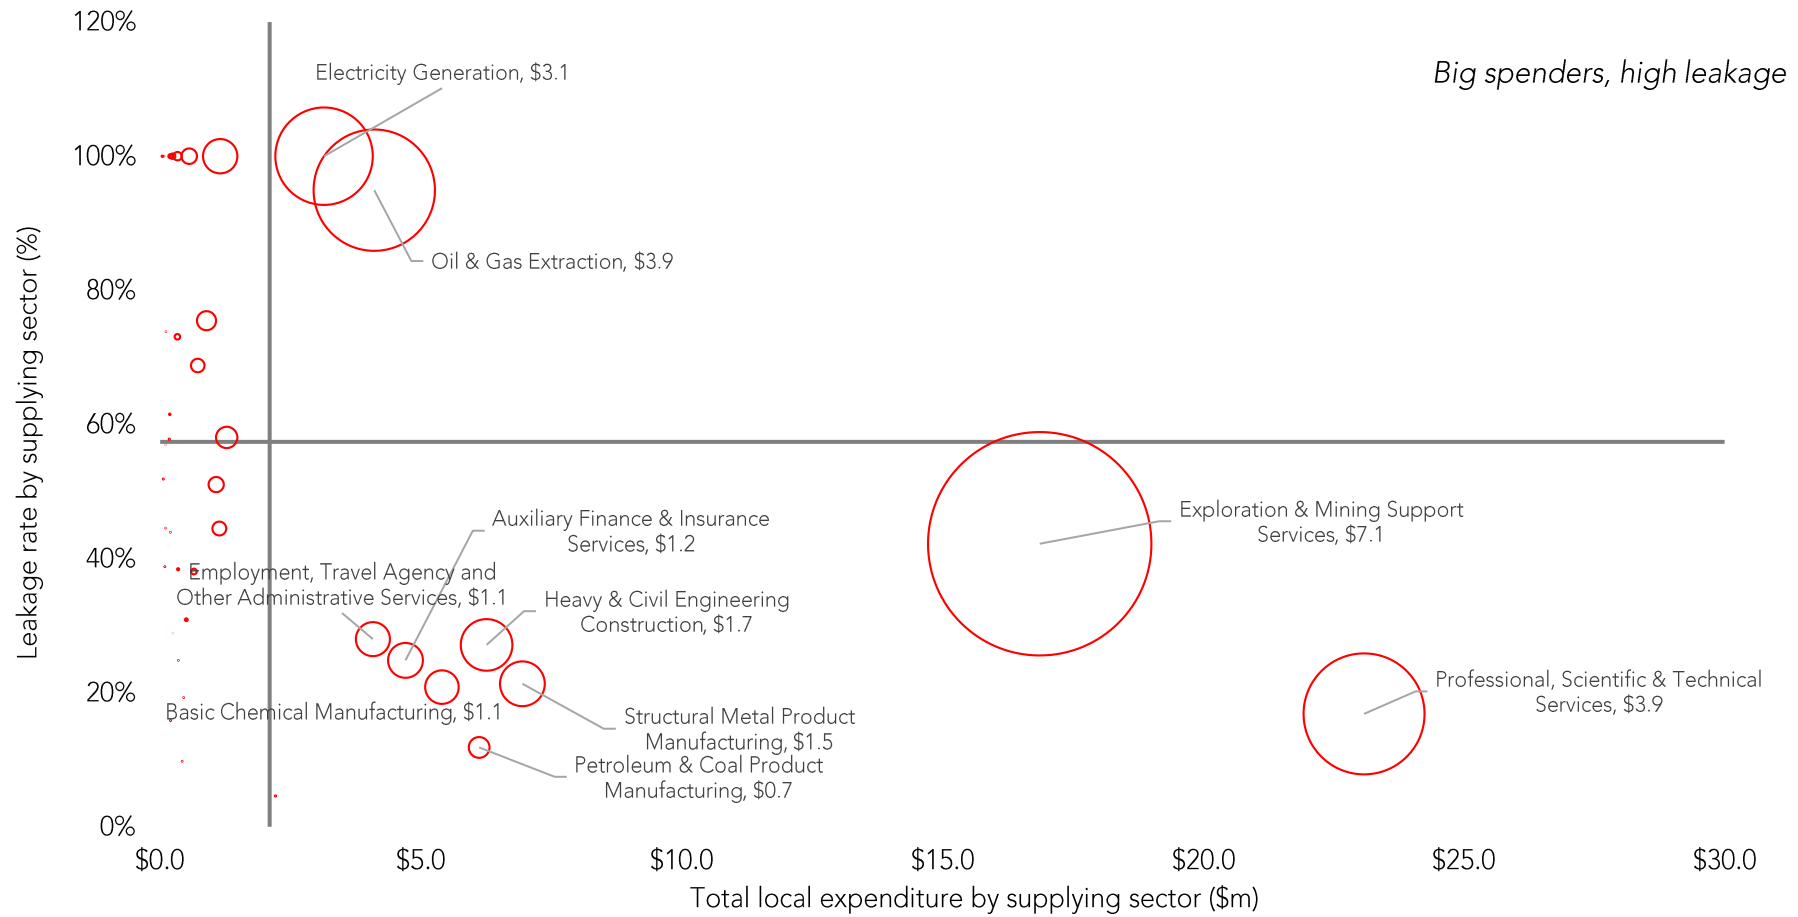 120%
Big spenders, high leakage
Electricity Generation, $3.1
100%
Oil & Gas Extraction, $3.9
80%
Leakage rate by supplying sector (%)
60%
Auxiliary Finance & Insurance
Services, $1.2
Exploration & Mining Support
Services, $7.1
40%
Employment, Travel Agency and
Other Administrative Services, $1.1
Heavy & Civil Engineering
Construction, $1.7
20%
Professional, Scientific & Technical
Services, $3.9
Basic Chemical Manufacturing, $1.1
Structural Metal Product
Manufacturing, $1.5
Petroleum & Coal Product
Manufacturing, $0.7
0%
$0.0 $5.0 $10.0 $15.0 $20.0 $25.0 $30.0
Total local expenditure by supplying sector ($m)